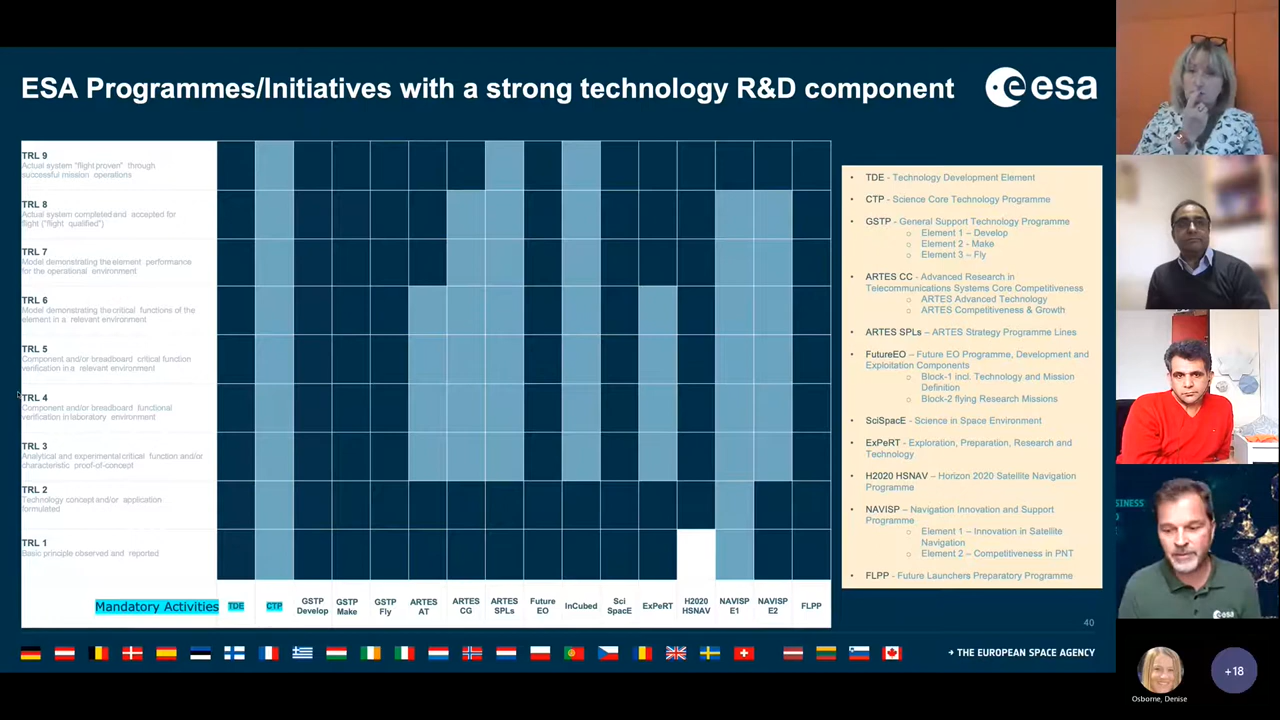 ESA Programmes/Initiatives with a strong technology R&D component
esa
TRL 9
Actual system "flight proven" through
successful mission operations
TRL 8
Actual system completed and accepted for
flight ("flight qualified")
TRL 7
Model demonstrating the element performance
for the operational environment
TRL 6
Model demonstrating the critical functions of the
element in a relevant environment
TRL 5
Component and/or breadboard critical function
verification in a relevant environment
TRL 4
Component and/or breadboard functional
verification in laboratory environment
TRL 3
Analytical and experimental critical function and/or
characteristic proof-of-concept
TRL 2
Technology concept and/or application
formulated
TRL 1
Basic principle observed and reported
Mandatory Activities
TDE
CTP
GSTP
Develop
GSTP
Make
GSTP
Fly
ARTES
AT
ARTES
CG
ARTES
SPLs
Future
EO
InCubed
Sci
SpacE
ExPeRT
H2020
HSNAV
NAVISP
E1
NAVISP
E2
FLPP
• TDE - Technology Development Element
• CTP - Science Core Technology Programme
• GSTP - General Support Technology Programme
o Element 1 – Develop
o Element 2 - Make
o Element 3 – Fly
• ARTES CC - Advanced Research in
Telecommunications Systems Core Competitiveness
o ARTES Advanced Technology
o ARTES Competitiveness & Growth
• ARTES SPLs – ARTES Strategy Programme Lines
• FutureEO – Future EO Programme, Development and
Exploitation Components
o Block-1 incl. Technology and Mission
Definition
o Block-2 flying Research Missions
• SciSpacE - Science in Space Environment
• ExPeRT - Exploration, Preparation, Research and
Technology
• H2020 HSNAV – Horizon 2020 Satellite Navigation
Programme
• NAVISP – Navigation Innovation and Support
Programme
o Element 1 – Innovation in Satellite
Navigation
o Element 2 – Competitiveness in PNT
• FLPP - Future Launchers Preparatory Programme
40
→ THE EUROPEAN SPACE AGENCY
esa
Osborne, Denise
+18